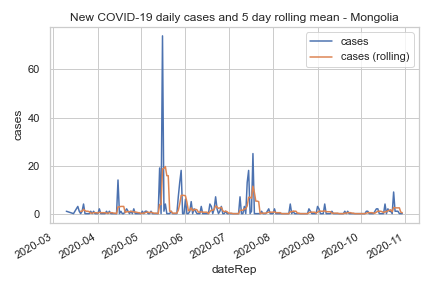 New COVID-19 daily cases and 5 day rolling mean - Mongolia
cases
cases (rolling)
60
40
20
0
cases
2020-03
2020-04
2020-05
2020-06
2020-07
2020-08
2020-09
2020-10
2020-11
dateRep